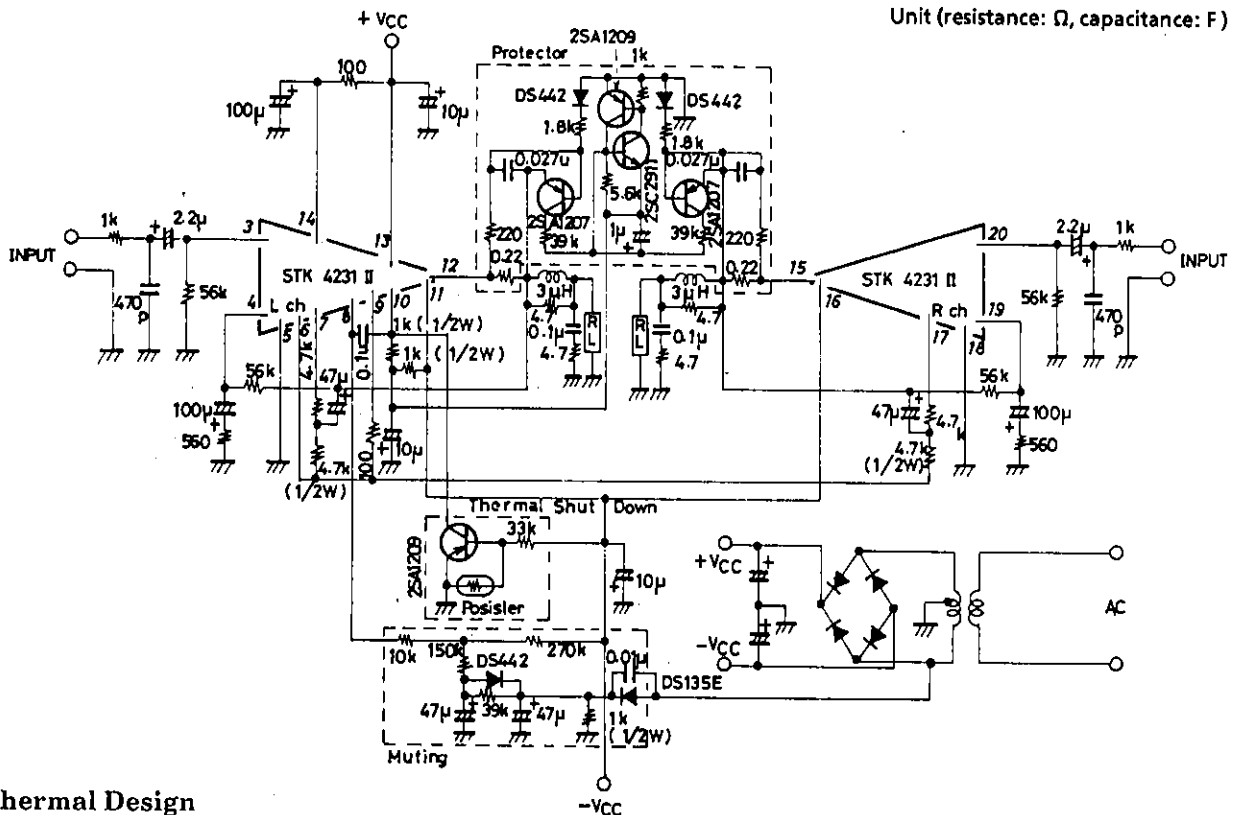 Unit (resistance: Ω, capacitance: F)
+ VCC
2SA1209
Protector
1k
100
100μ
10μ
DS442
DS442
1.8k
1.8k
0.027u
0.027μ
5.6k
2SC2911
2SA1207
2SA1207
1μ
39k
39k
220
220
0.22
0.22
3μH
3μH
4.7
4.7
0.1μ
0.1μ
4.7
4.7
RL
RL
INPUT
1k
2.2μ
470p
56k
3
14
13
12
STK 4231 II
4
L ch
5
6
7
8
9
10
11
15
16
STK 4231 II
R ch
17
18
19
20
2.2μ
1k
INPUT
56k
470p
1k (1/2W)
1k
(1/2W)
4.7k
0.1μ
47μ
56k
100μ
560
4.7k
(1/2W)
100
10μ
56k
47μ
4.7k
4.7k
(1/2W)
100μ
560
Thermal Shut Down
33k
2SA1209
Posisler
10μ
+VCC
-VCC
AC
10k
150k
270k
DS442
39k
47μ
47μ
0.01μ
DS135E
1k
(1/2W)
Muting
-VCC
hermal Design